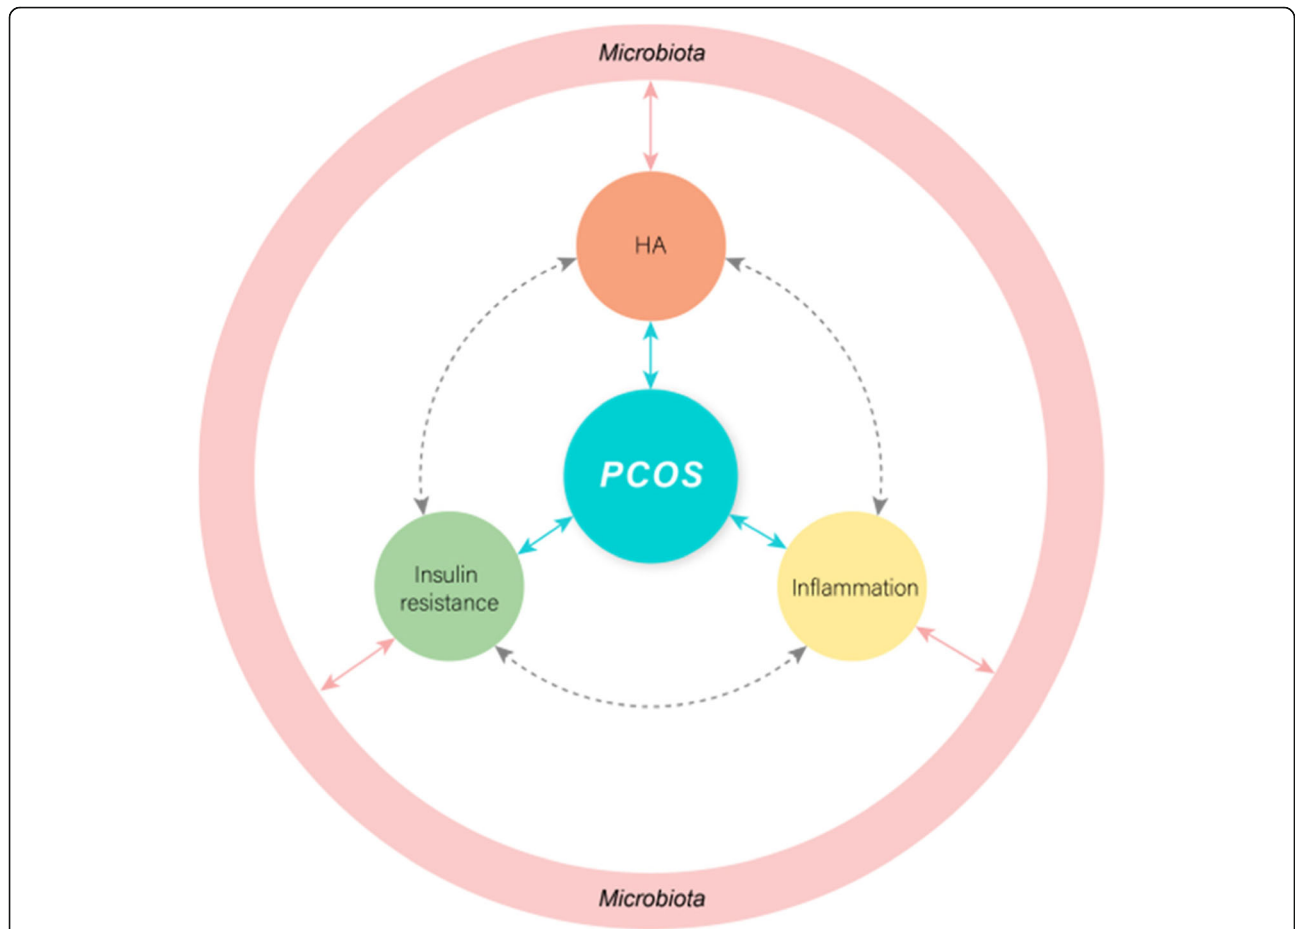 Microbiota
HA
PCOS
Insulin
resistance
Inflammation
Microbiota